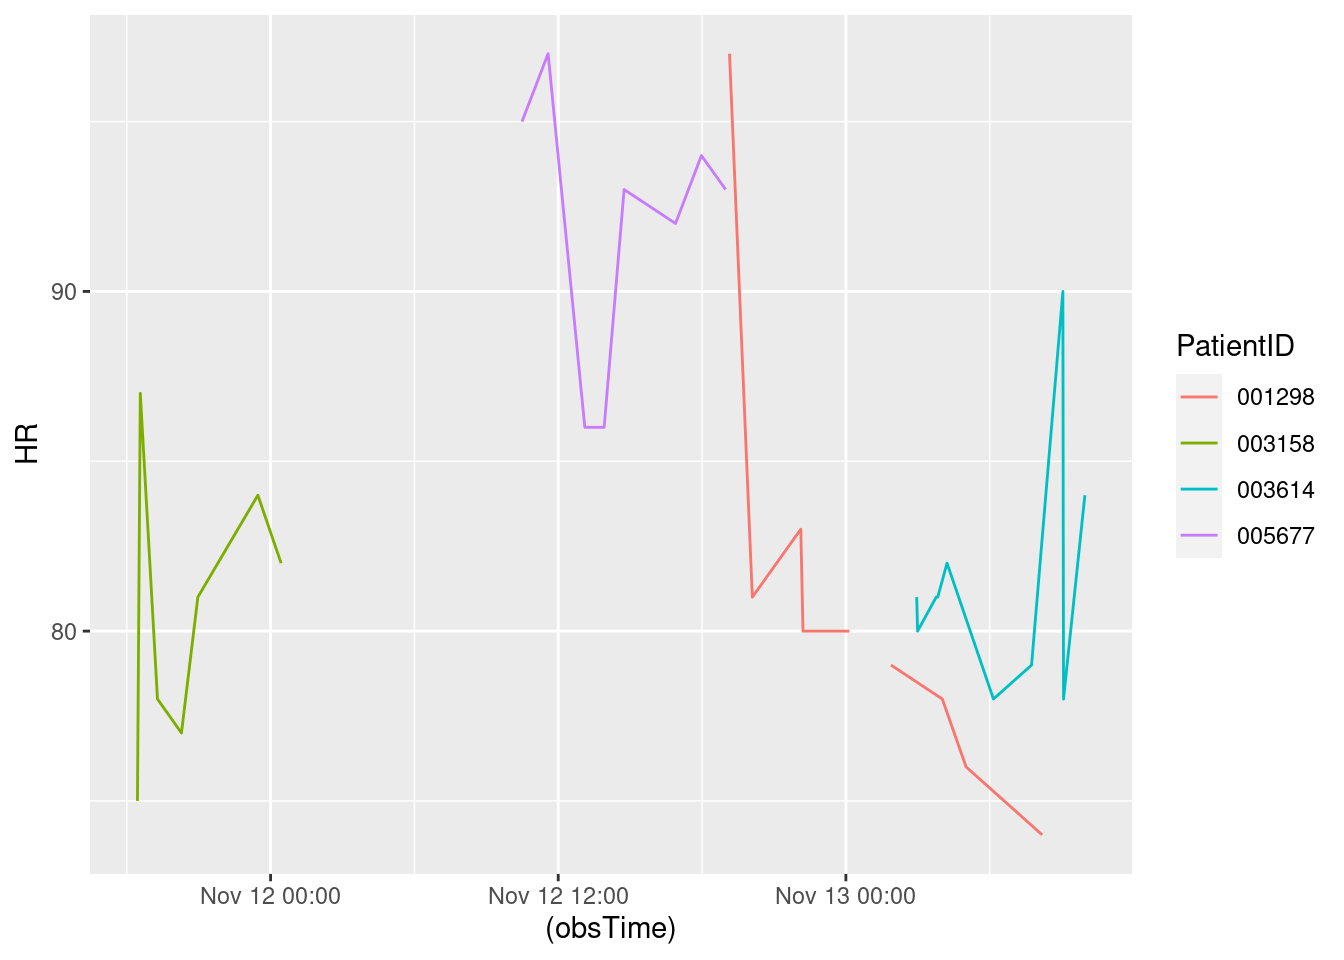 HR
90
80
Nov 12 00:00
Nov 12 12:00
Nov 13 00:00
(obsTime)
PatientID
001298
003158
003614
005677